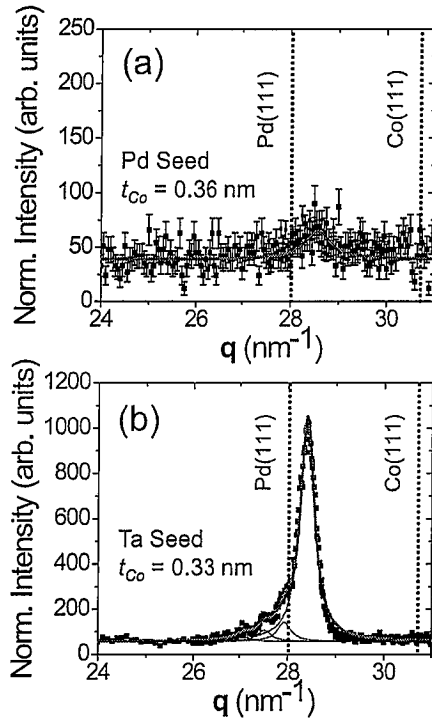 250
200
150
100
50
0
Norm. Intensity (arb. units)
(a)
Pd Seed
t_Co = 0.36 nm
Pd(111)
Co(111)
24 26 28 30
q (nm⁻¹)
1200
1000
800
600
400
200
0
Norm. Intensity (arb. units)
(b)
Ta Seed
t_Co = 0.33 nm
Pd(111)
Co(111)
24 26 28 30
q (nm⁻¹)